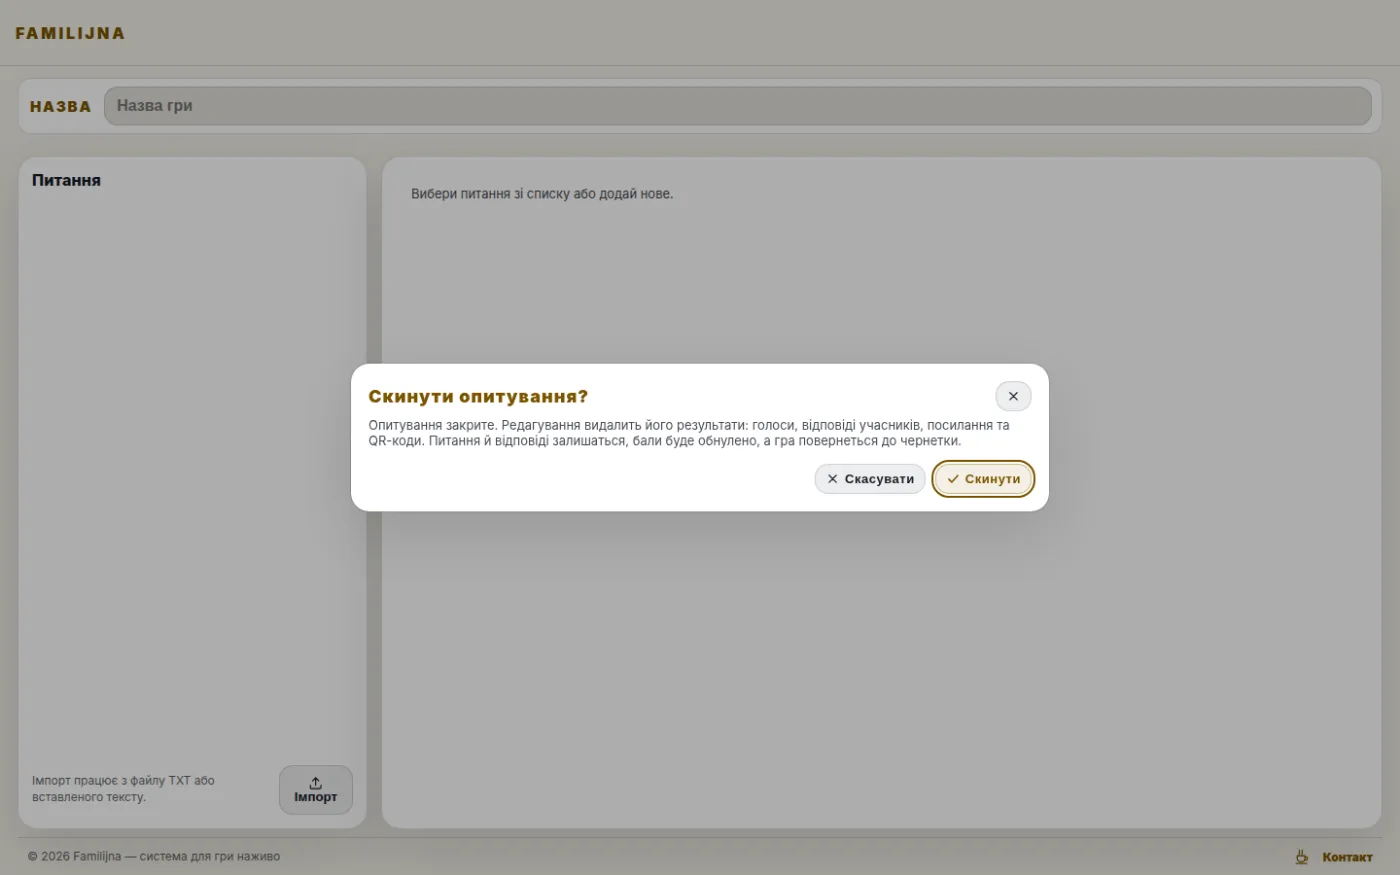 FAMILIJNA
НАЗВА
Назва гри
Питання
Вибери питання зі списку або додай нове.
Скинути опитування?
Опитування закрите. Редагування видалить його результати: голоси, відповіді учасників, посилання та
QR-коди. Питання й відповіді залишаться, бали буде обнулено, а гра повернеться до чернетки.
Скасувати
Скинути
Імпорт працює з файлу TXT або
вставленого тексту.
Імпорт
© 2026 Familijna — система для гри наживо
Контакт